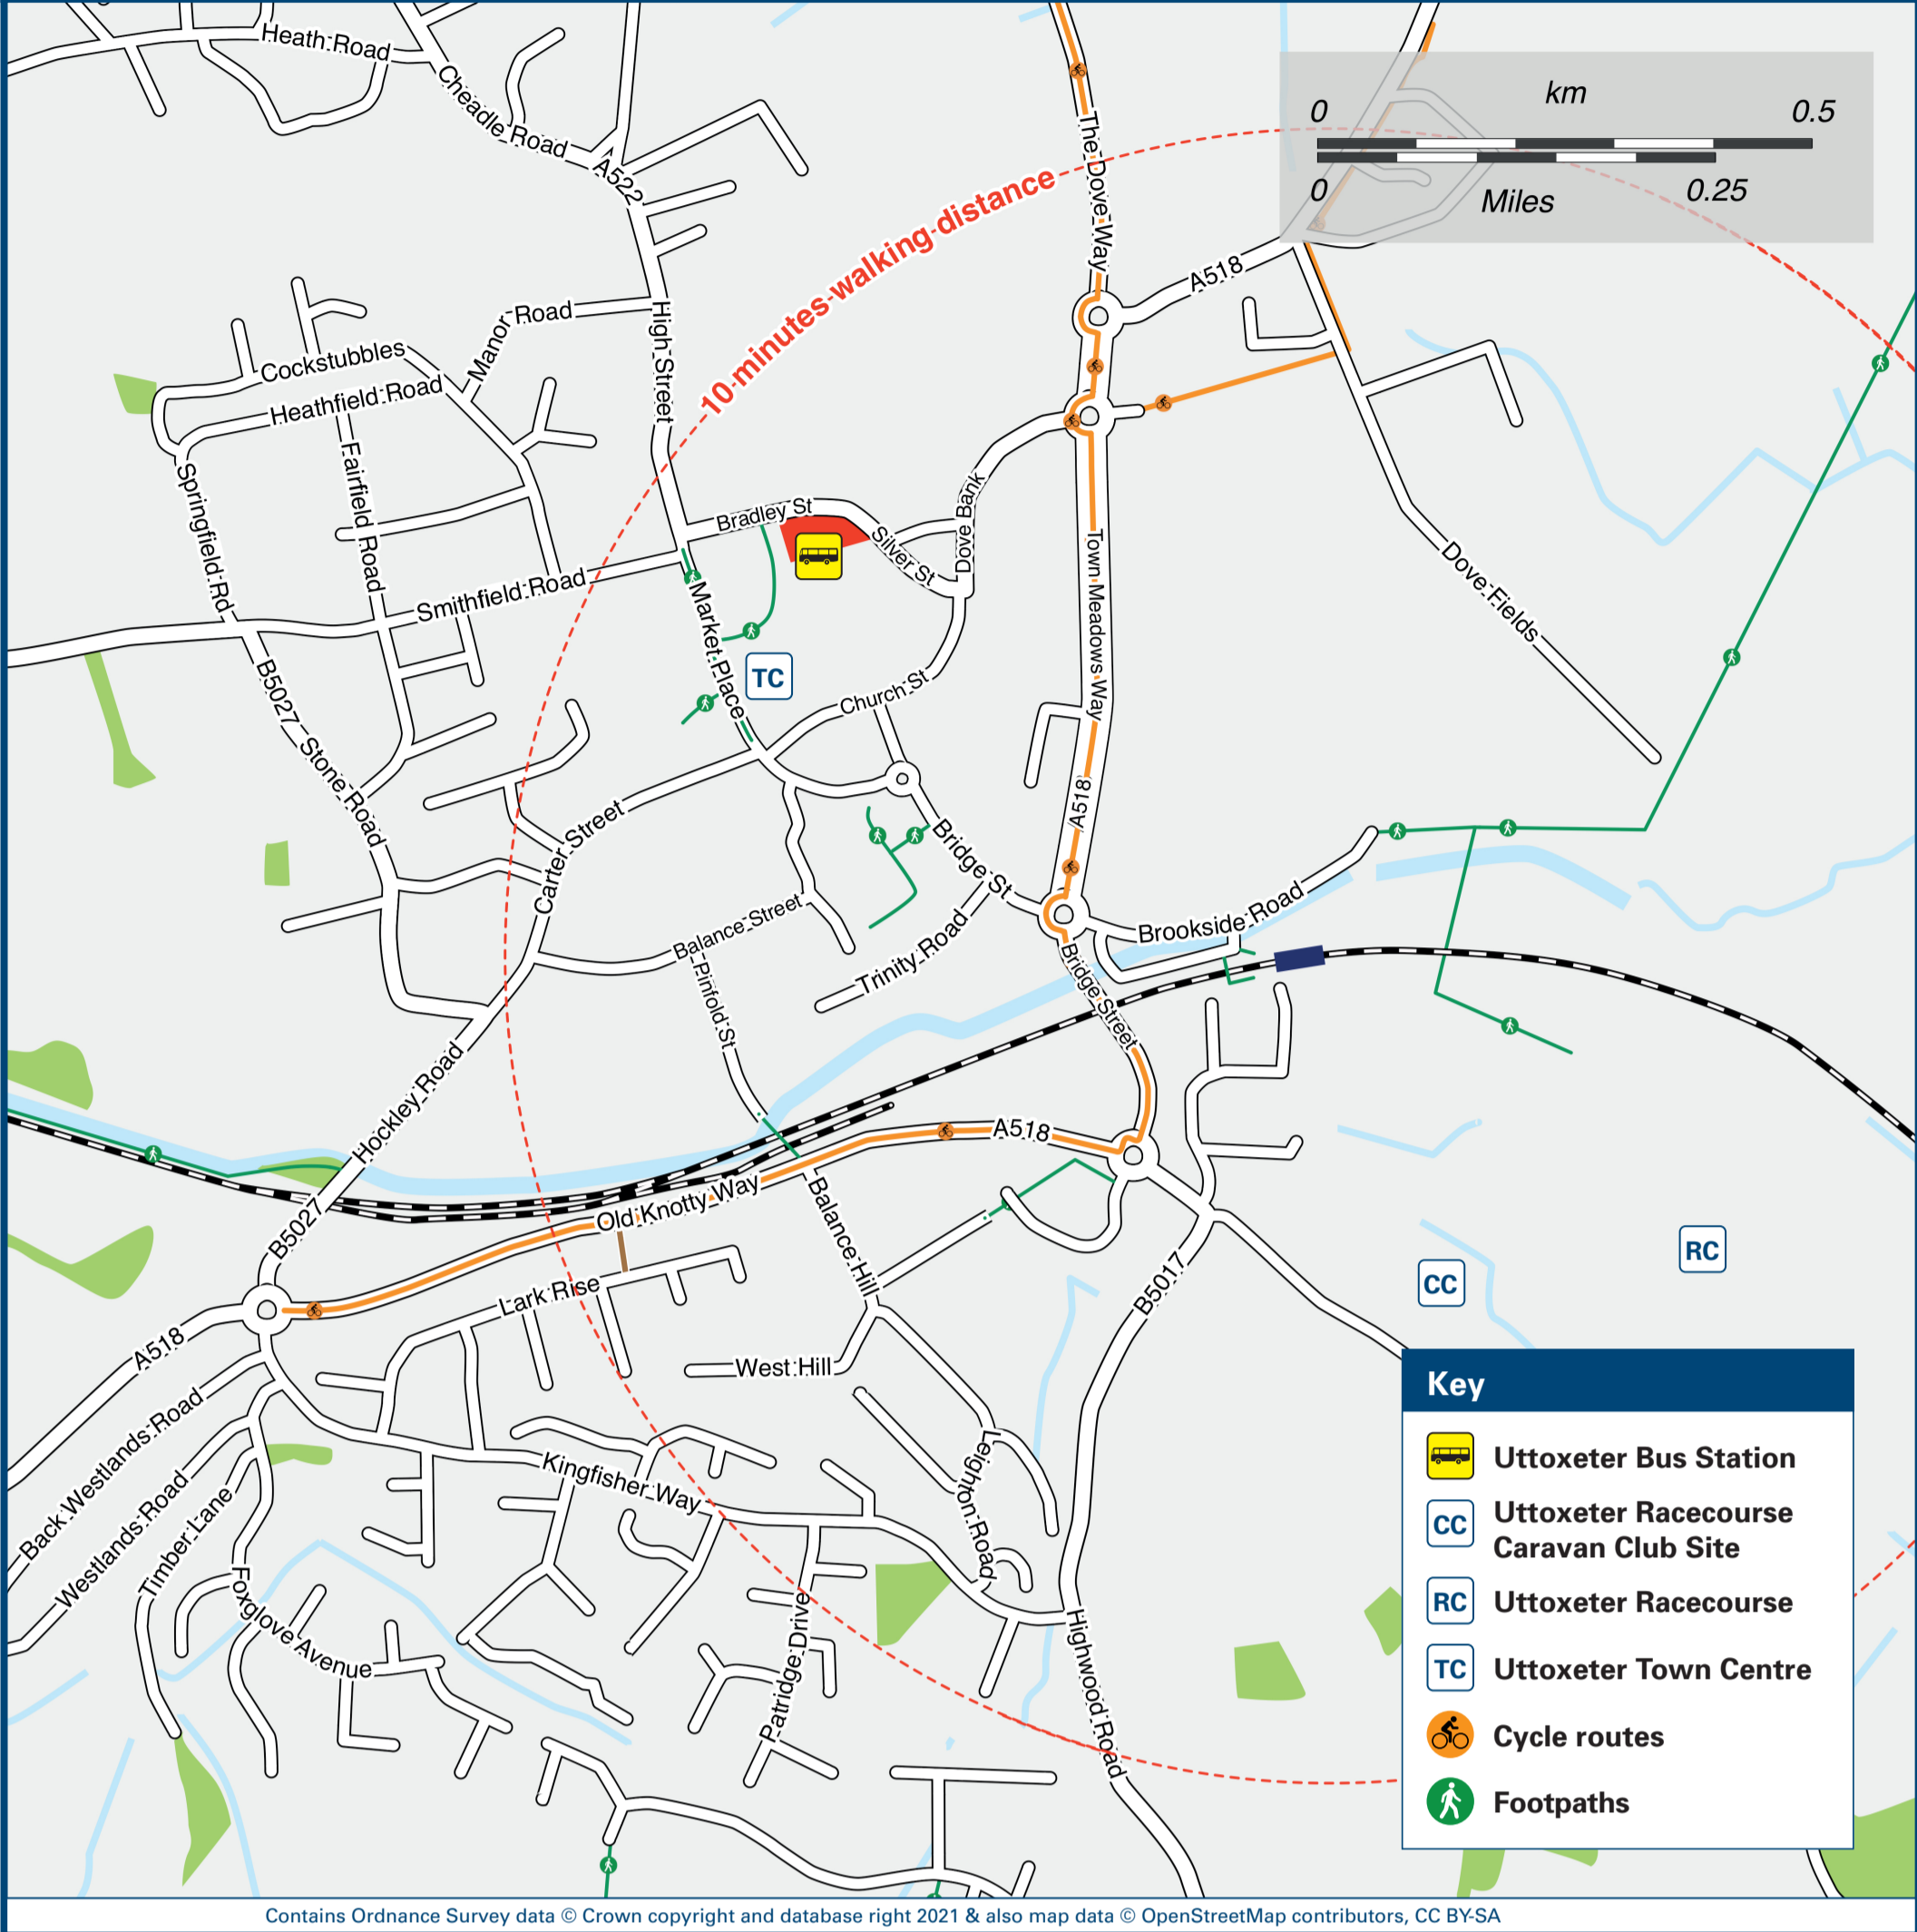 Heath Road
Cheadle Road
A522
The Dove Way
km
0
0.5
0
0.25
Miles
10 minutes walking distance
A518
Manor Road
High Street
Cockstubbles
Heathfield Road
Fairfield Road
Springfield Rd
Bradley St
Silver St
Dove Bank
Town Meadows Way
Dove Fields
Smithfield Road
Market Place
TC
Church St
B5027
Stone Road
Carter Street
A518
Bridge St
Balance Street
Trinity Road
Brookside Road
Pinfold St
Bridge Street
Hockley Road
A518
B5027
Old Knotty Way
Balance Hill
B5017
CC
RC
Lark Rise
A518
West Hill
Back Westlands Road
Westlands Road
Timber Lane
Kingfisher Way
Leighton Road
Foxglove Avenue
Patridge Drive
Highwood Road
Key
Uttoxeter Bus Station
CC
Uttoxeter Racecourse
Caravan Club Site
RC
Uttoxeter Racecourse
TC
Uttoxeter Town Centre
Cycle routes
Footpaths
Contains Ordnance Survey data © Crown copyright and database right 2021 & also map data © OpenStreetMap contributors, CC BY-SA